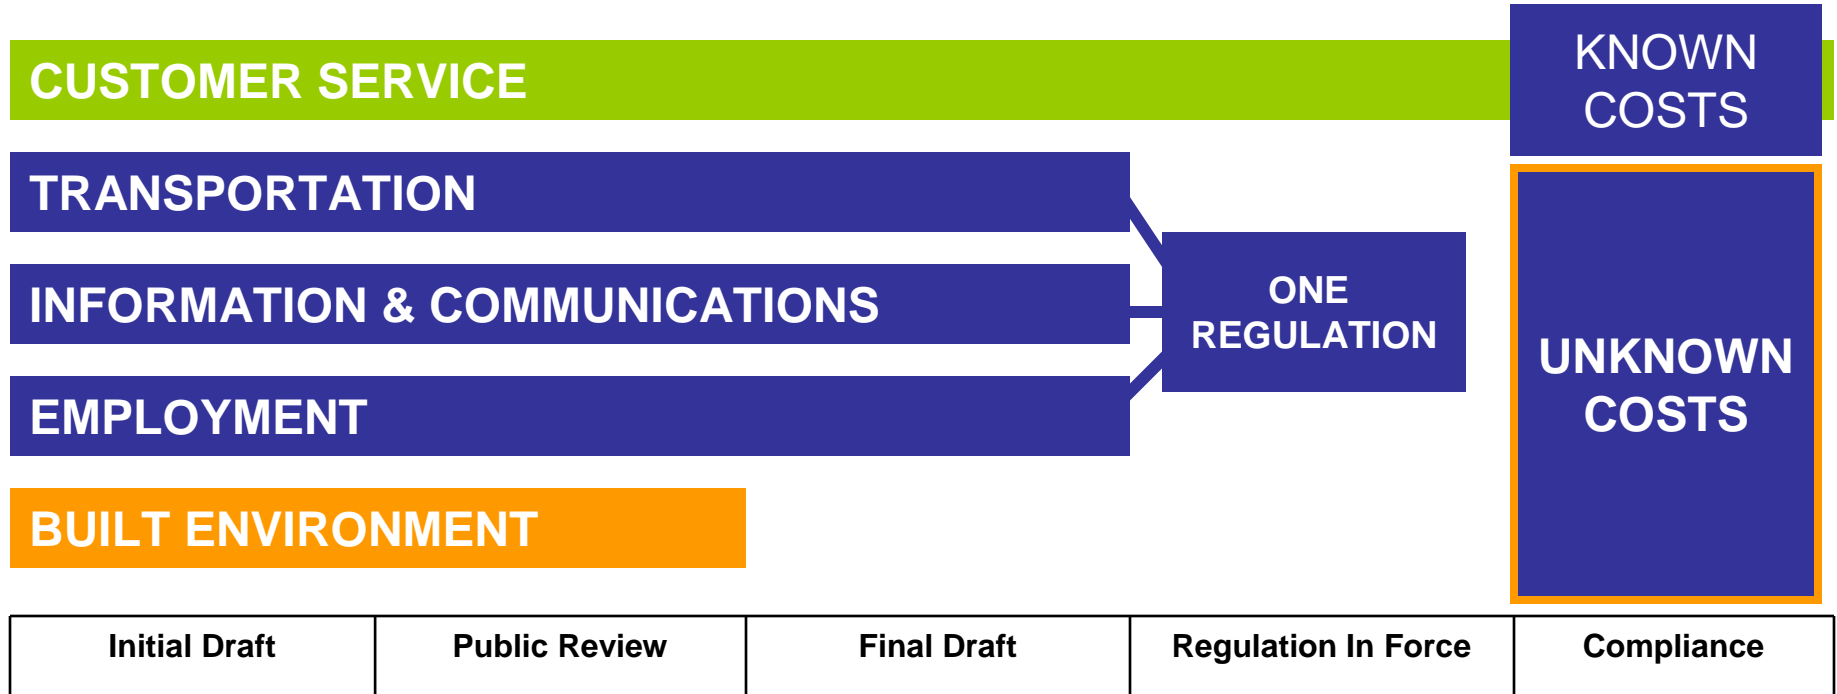 CUSTOMER SERVICE
KNOWN
COSTS
TRANSPORTATION
INFORMATION & COMMUNICATIONS
ONE
REGULATION
EMPLOYMENT
UNKNOWN
COSTS
BUILT ENVIRONMENT
Initial Draft
Public Review
Final Draft
Regulation In Force
Compliance